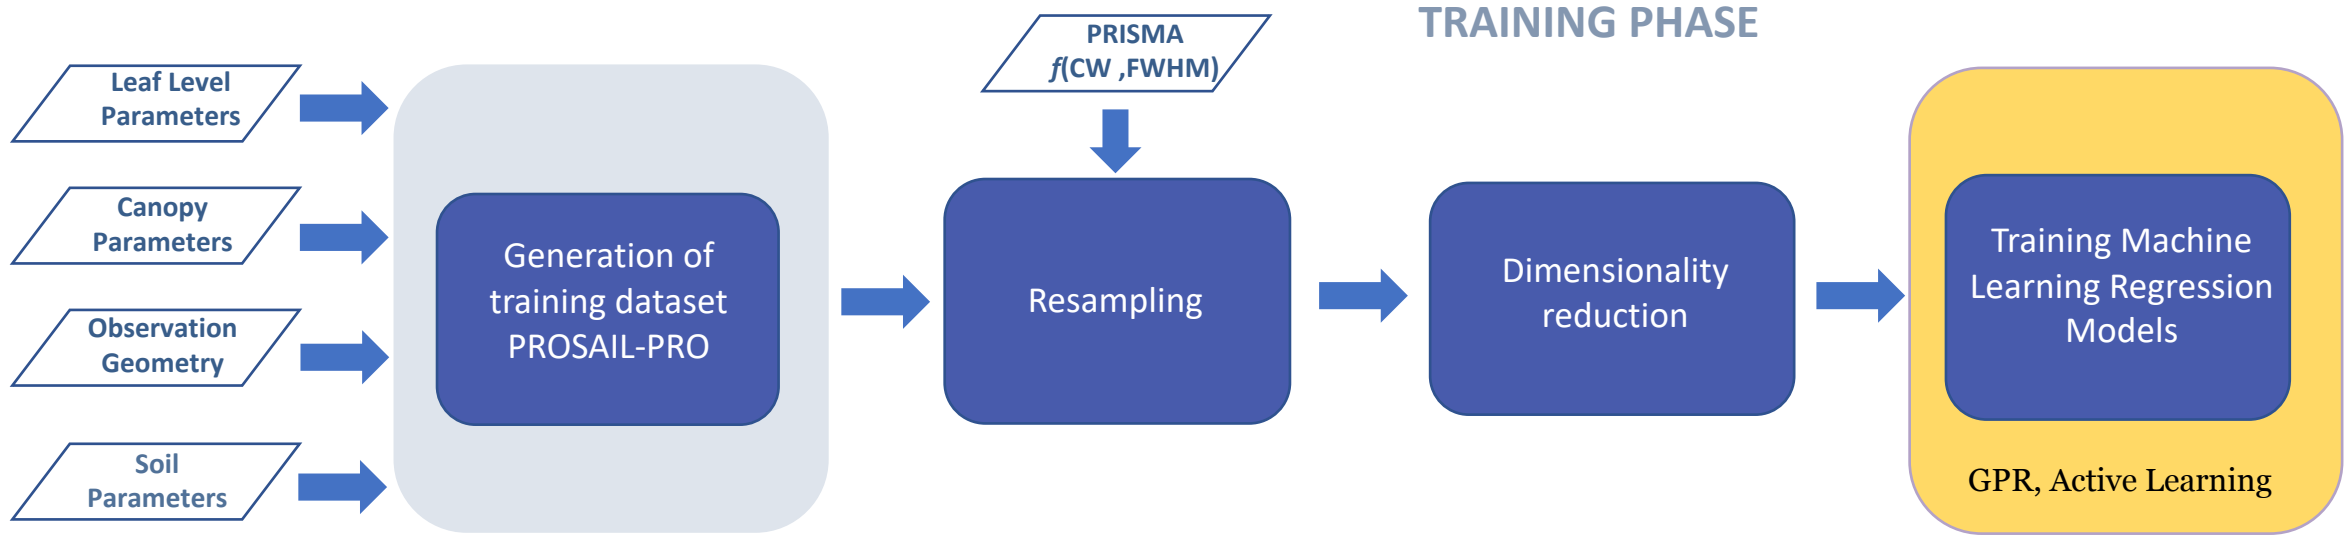 TRAINING PHASE
PRISMA
f(CW ,FWHM)
Leaf Level
Parameters
Canopy
Parameters
Observation
Geometry
Soil
Parameters
Generation of
training dataset
PROSAIL-PRO
Resampling
Dimensionality
reduction
Training Machine
Learning Regression
Models
GPR, Active Learning